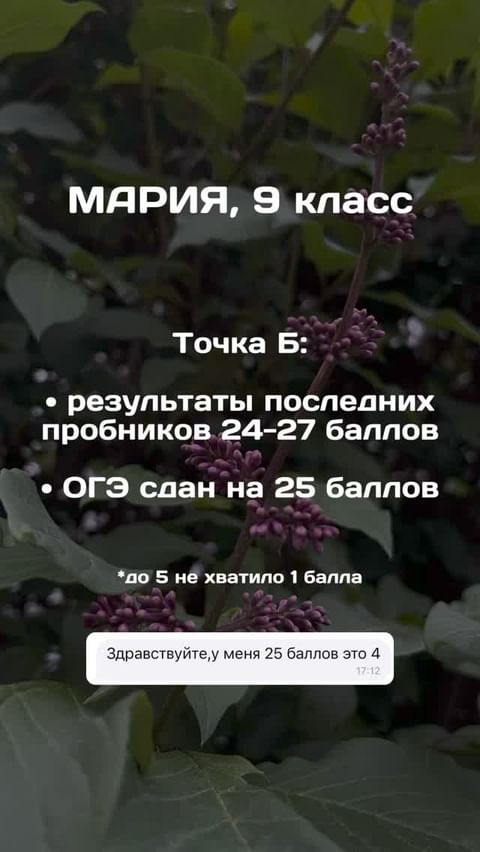 МАРИЯ, 9 класс
Точка Б:
• результаты последних
пробников 24-27 баллов
• ОГЭ сдан на 25 баллов
*до 5 не хватило 1 балла
Здравствуйте,у меня 25 баллов это 4
17:12